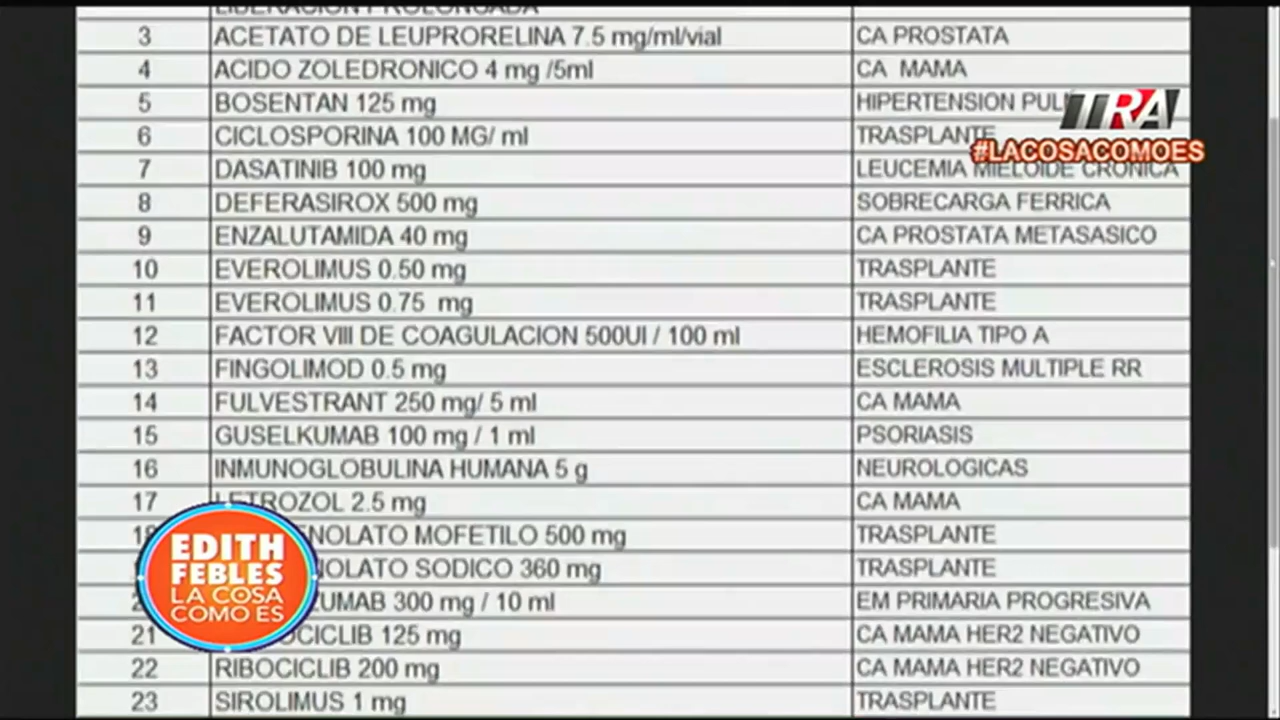 LIBERACION PROLONGADA
3 ACETATO DE LEUPRORELINA 7.5 mg/ml/vial CA PROSTATA
4 ACIDO ZOLEDRONICO 4 mg /5ml CA MAMA
5 BOSENTAN 125 mg HIPERTENSION
6 CICLOSPORINA 100 MG/ ml TRASPLANTE
7 DASATINIB 100 mg LEUCEMIA MIELOIDE CRONICA
8 DEFERASIROX 500 mg SOBRECARGA FERRICA
9 ENZALUTAMIDA 40 mg CA PROSTATA METASASICO
10 EVEROLIMUS 0.50 mg TRASPLANTE
11 EVEROLIMUS 0.75 mg TRASPLANTE
12 FACTOR VIII DE COAGULACION 500UI / 100 ml HEMOFILIA TIPO A
13 FINGOLIMOD 0.5 mg ESCLEROSIS MULTIPLE RR
14 FULVESTRANT 250 mg/ 5 ml CA MAMA
15 GUSELKUMAB 100 mg / 1 ml PSORIASIS
16 INMUNOGLOBULINA HUMANA 5 g NEUROLOGICAS
17 LETROZOL 2.5 mg CA MAMA
MOFETILO 500 mg TRASPLANTE
SODICO 360 mg TRASPLANTE
300 mg / 10 ml EM PRIMARIA PROGRESIVA
21 125 mg CA MAMA HER2 NEGATIVO
22 RIBOCICLIB 200 mg CA MAMA HER2 NEGATIVO
23 SIROLIMUS 1 mg TRASPLANTE
TRA
#LACOSACOMOES
EDITH
FEBLES
LA COSA
COMO ES